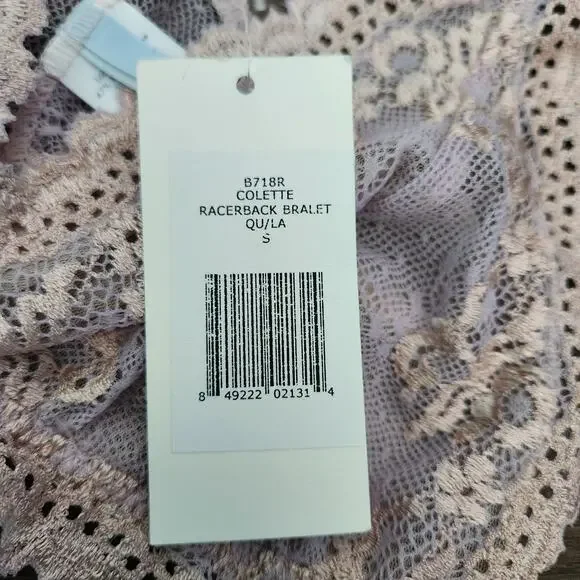 B718R
COLETTE
RACERBACK BRALET
QU/LA
S
8 49222 02131 4